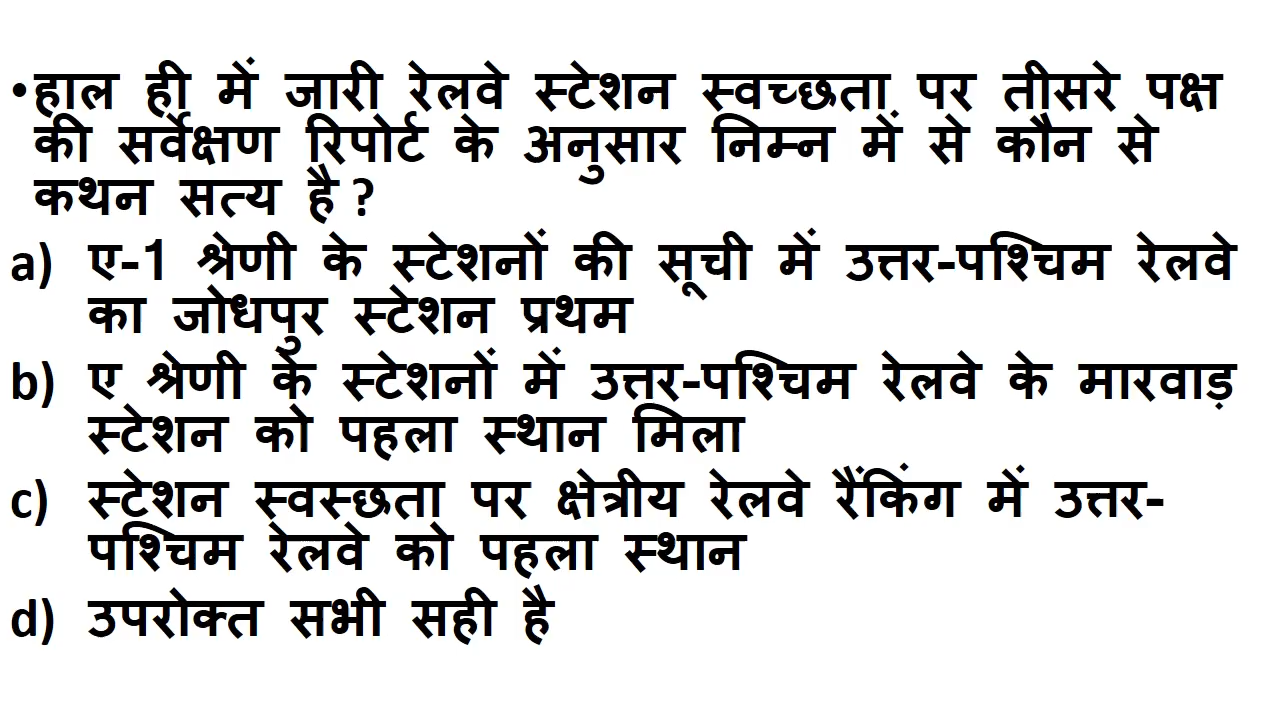 •हाल ही में जारी रेलवे स्टेशन स्वच्छता पर तीसरे पक्ष
की सर्वेक्षण रिपोर्ट के अनुसार निम्न में से कौन से
कथन सत्य है ?
a) ए-1 श्रेणी के स्टेशनों की सूची में उत्तर-पश्चिम रेलवे
का जोधपुर स्टेशन प्रथम
b) ए श्रेणी के स्टेशनों में उत्तर-पश्चिम रेलवे के मारवाड़
स्टेशन को पहला स्थान मिला
c) स्टेशन स्वस्छता पर क्षेत्रीय रेलवे रैंकिंग में उत्तर-
पश्चिम रेलवे को पहला स्थान
d) उपरोक्त सभी सही है